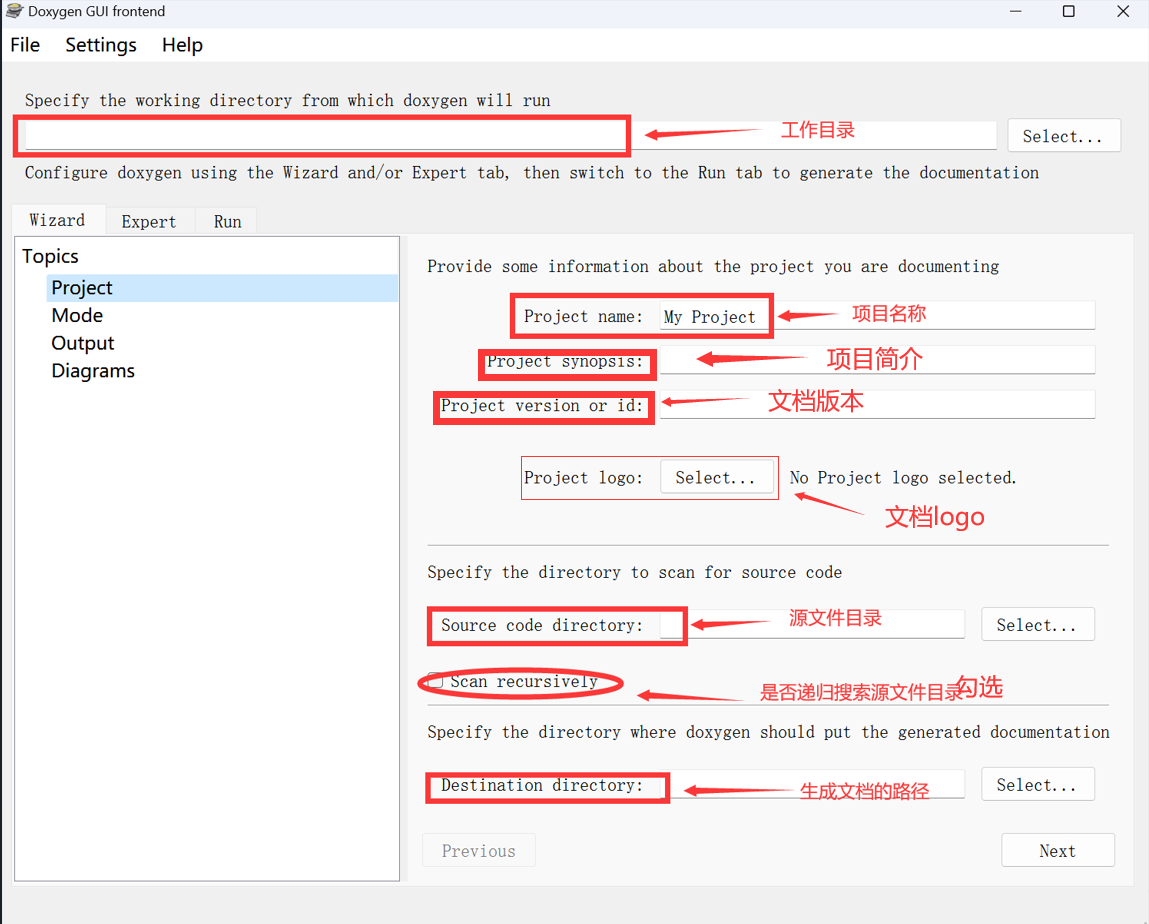 Doxygen GUI frontend
File Settings Help
Specify the working directory from which doxygen will run
工作目录 Select...
Configure doxygen using the Wizard and/or Expert tab, then switch to the Run tab to generate the documentation
Wizard Expert Run
Topics
Project
Mode
Output
Diagrams
Provide some information about the project you are documenting
Project name: My Project 项目名称
Project synopsis: 项目简介
Project version or id: 文档版本
Project logo: Select... No Project logo selected.
文档logo
Specify the directory to scan for source code
Source code directory: 源文件目录 Select...
Scan recursively 是否递归搜索源文件目录勾选
Specify the directory where doxygen should put the generated documentation
Destination directory: 生成文档的路径 Select...
Previous Next